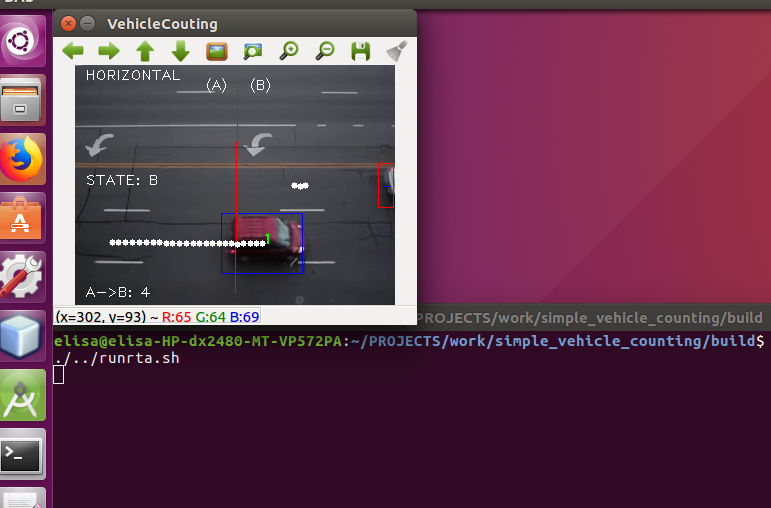 VehicleCouting
HORIZONTAL
(A) (B)
STATE: B
1
A->B: 4
(x=302, y=93) ~ R:65 G:64 B:69
PROJECTS/work/simple_vehicle_counting/build
elisa@elisa-HP-dx2480-MT-VP572PA:~/PROJECTS/work/simple_vehicle_counting/build$
./../runrta.sh